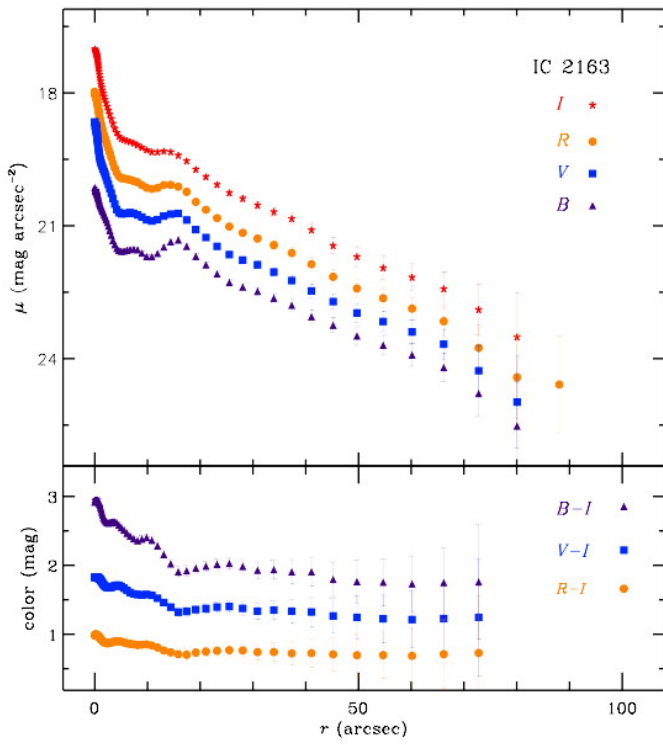 IC 2163
I
R
V
B
18
21
24
μ (mag arcsec⁻²)
B−I
V−I
R−I
3
2
1
color (mag)
0
50
100
r (arcsec)